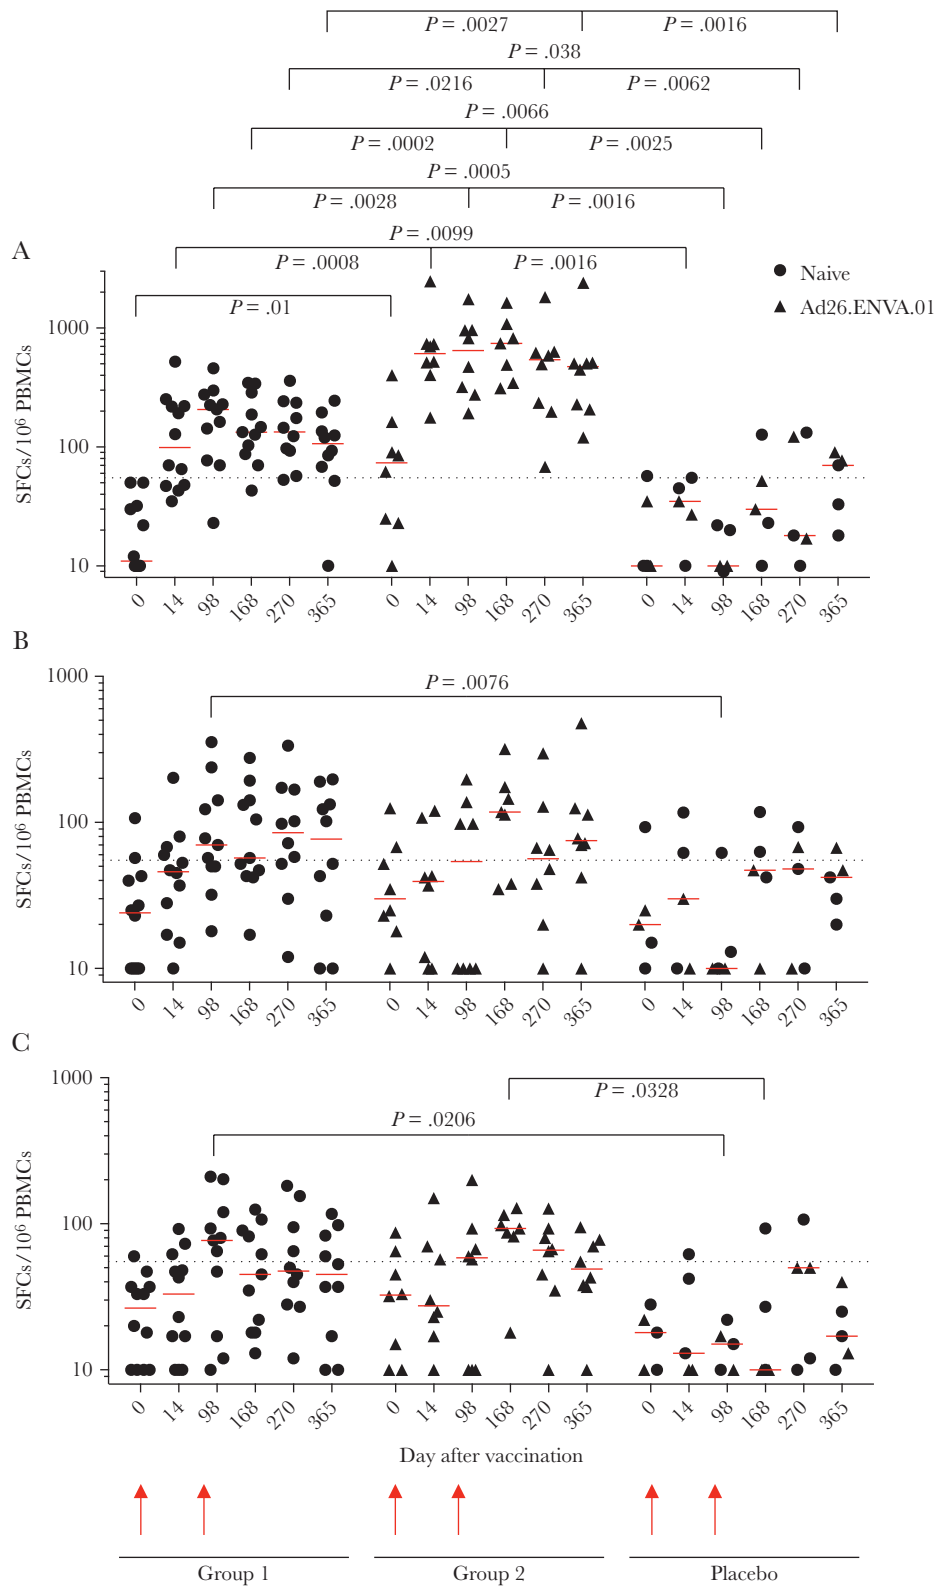 P = .0027
P = .0016
P = .038
P = .0216
P = .0062
P = .0066
P = .0002
P = .0025
P = .0005
P = .0028
P = .0016
P = .0099
P = .0008
P = .0016
P = .01
A
Naive
Ad26.ENVA.01
SFCs/10⁶ PBMCs
1000
100
10
0 14 98 168 270 365 0 14 98 168 270 365 0 14 98 168 270 365
B
P = .0076
SFCs/10⁶ PBMCs
1000
100
10
0 14 98 168 270 365 0 14 98 168 270 365 0 14 98 168 270 365
C
P = .0328
P = .0206
SFCs/10⁶ PBMCs
1000
100
10
0 14 98 168 270 365 0 14 98 168 270 365 0 14 98 168 270 365
Day after vaccination
Group 1 Group 2 Placebo